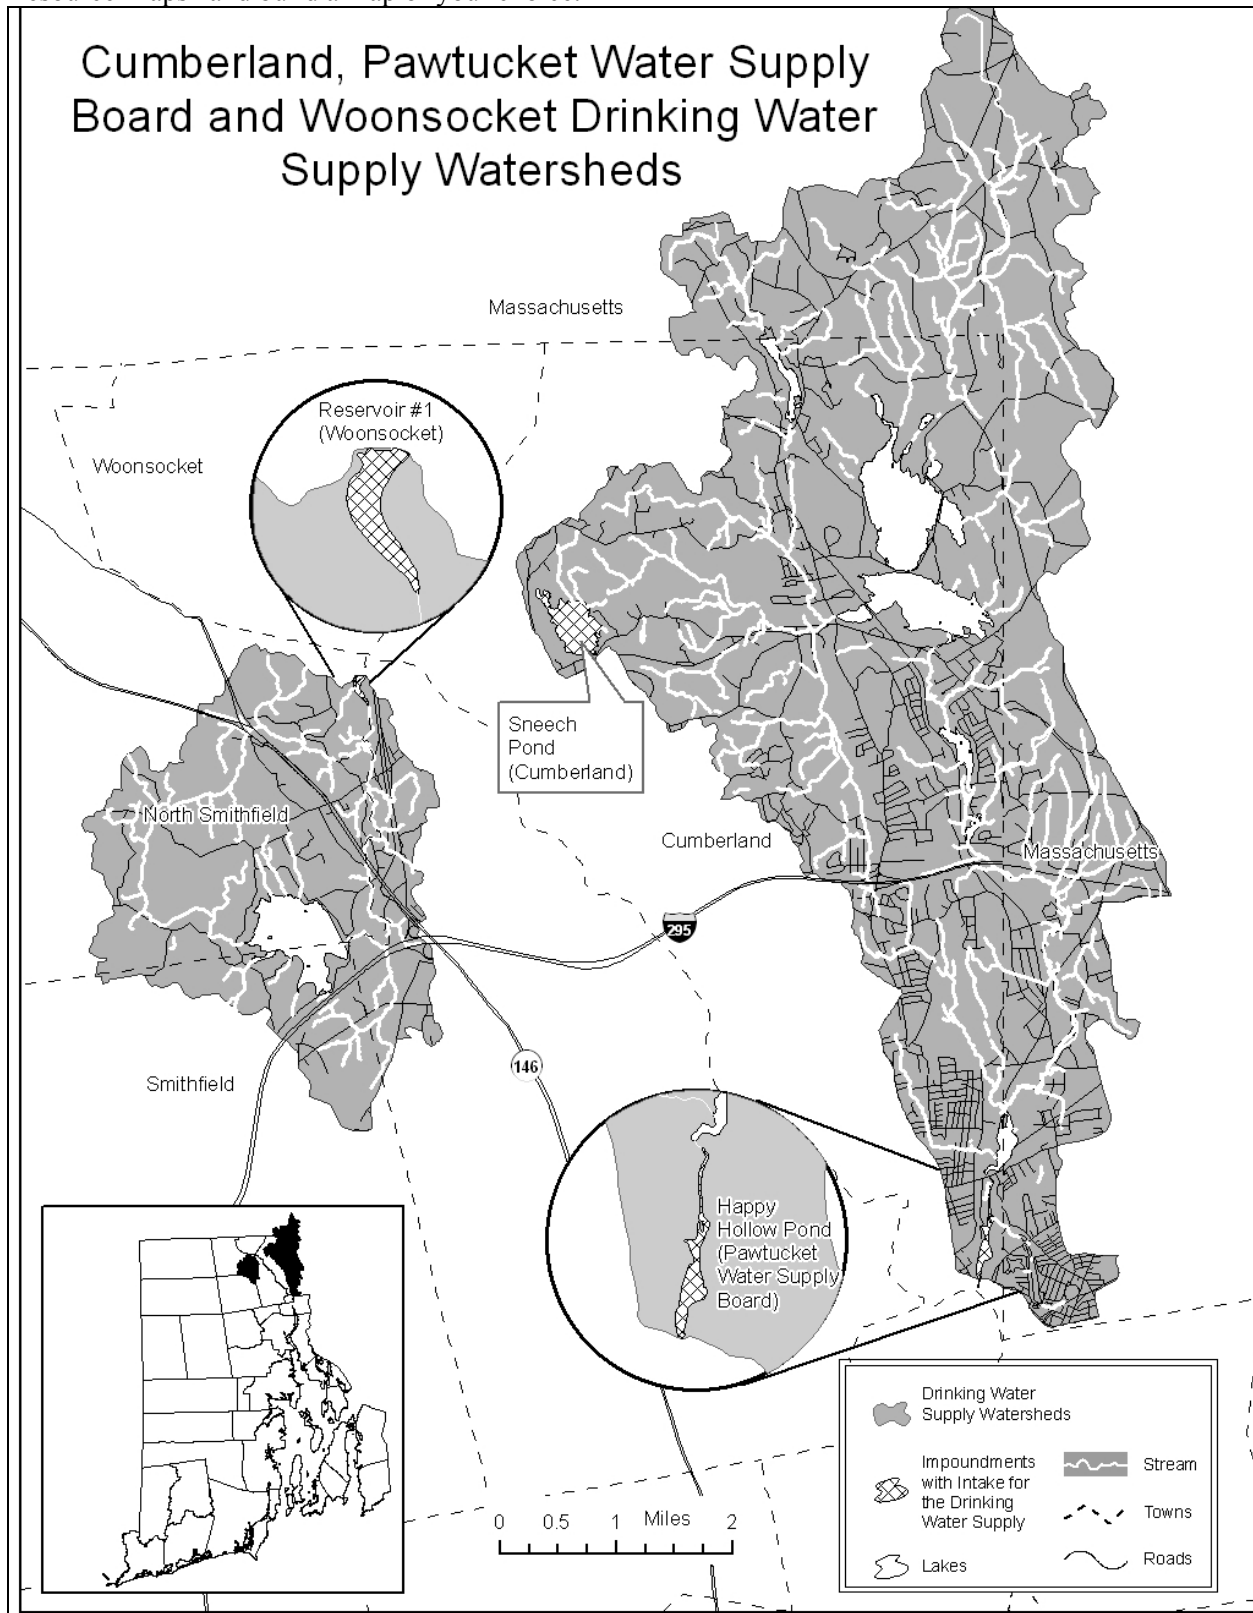 Cumberland, Pawtucket Water Supply
Board and Woonsocket Drinking Water
Supply Watersheds
Massachusetts
Reservoir #1
(Woonsocket)
Woonsocket
Sneech
Pond
(Cumberland)
North Smithfield
Cumberland
Massachusetts
295
Smithfield
146
Happy
Hollow Pond
(Pawtucket
Water Supply
Board)
Drinking Water
Supply Watersheds
Impoundments
with Intake for
the Drinking
Water Supply
Lakes
Stream
Towns
Roads
0 0.5 1 Miles 2